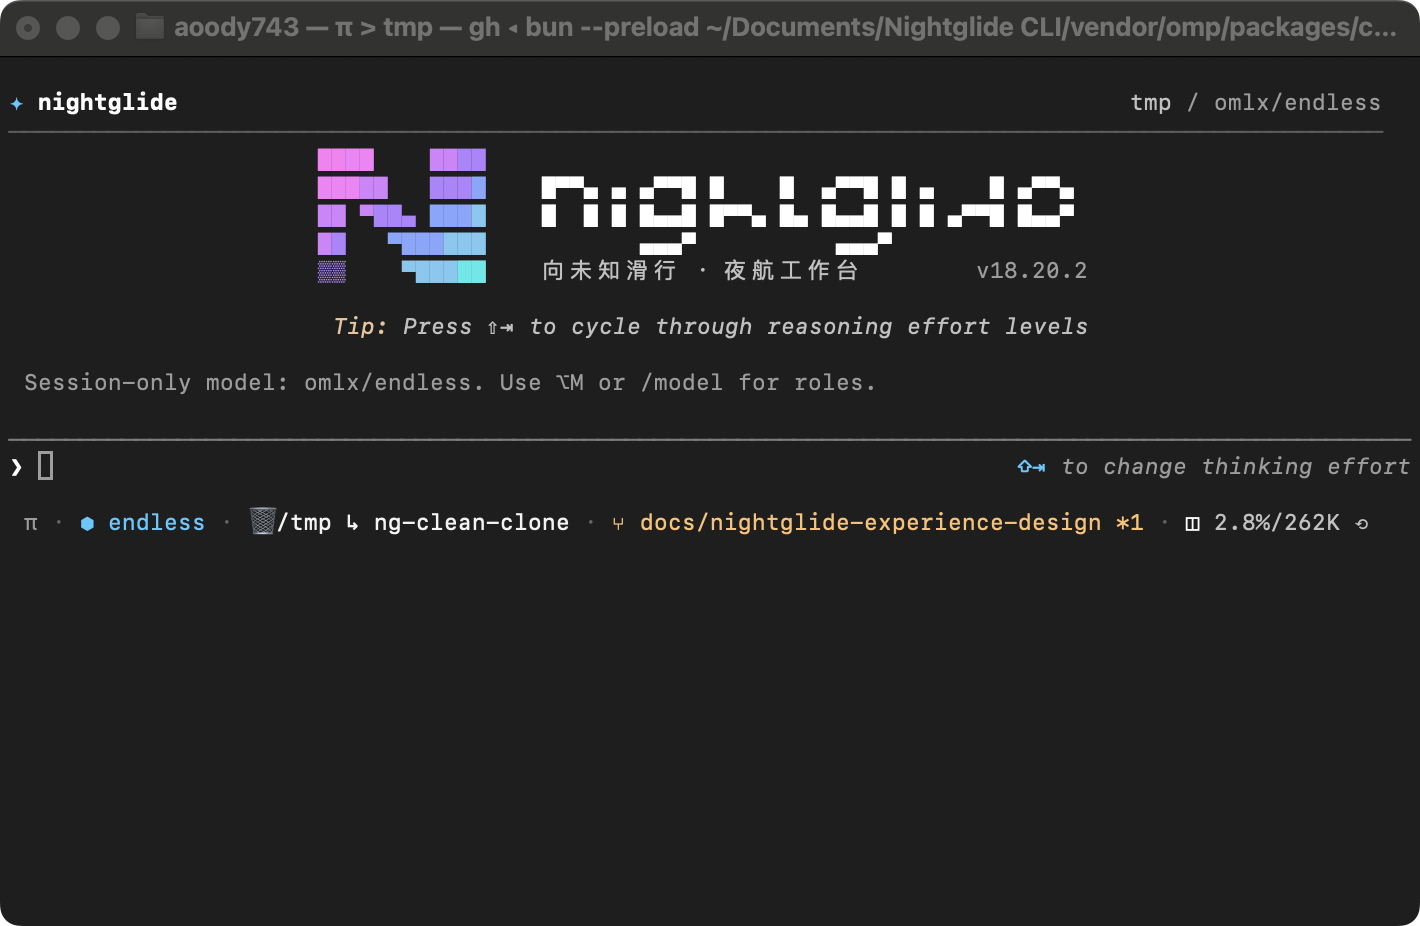 aoody743 — π > tmp — gh ◂ bun --preload ~/Documents/Nightglide CLI/vendor/omp/packages/c...
✦ nightglide tmp / omlx/endless
nightglide
向未知滑行 · 夜航工作台 v18.20.2
Tip: Press ⇧⇥ to cycle through reasoning effort levels
Session-only model: omlx/endless. Use ⌥M or /model for roles.
❯ ⇧⇥ to change thinking effort
π · ⬢ endless · 🗑/tmp ↳ ng-clean-clone · ⑂ docs/nightglide-experience-design *1 · ◫ 2.8%/262K ⟲